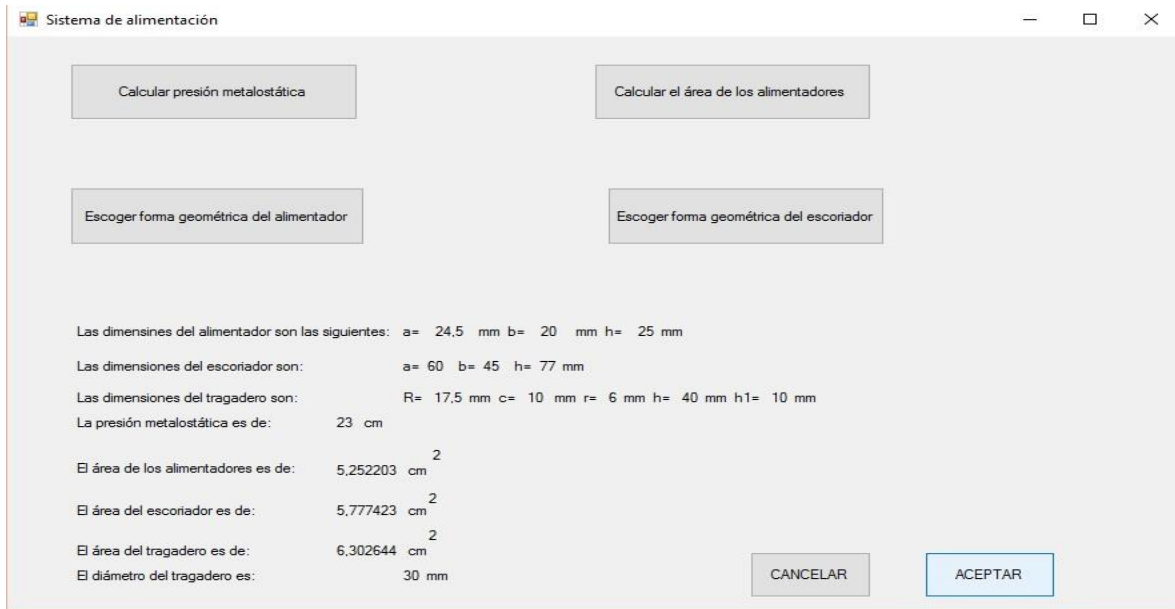 Sistema de alimentación
Calcular presión metalostática
Calcular el área de los alimentadores
Escoger forma geométrica del alimentador
Escoger forma geométrica del escoriador
Las dimensines del alimentador son las siguientes: a= 24,5 mm b= 20 mm h= 25 mm
Las dimensiones del escoriador son: a= 60 b= 45 h= 77 mm
Las dimensiones del tragadero son: R= 17,5 mm c= 10 mm r= 6 mm h= 40 mm h1= 10 mm
La presión metalostática es de: 23 cm
El área de los alimentadores es de: 5,252203 cm 2
El área del escoriador es de: 5,777423 cm 2
El área del tragadero es de: 6,302644 cm 2
El diámetro del tragadero es: 30 mm
CANCELAR
ACEPTAR